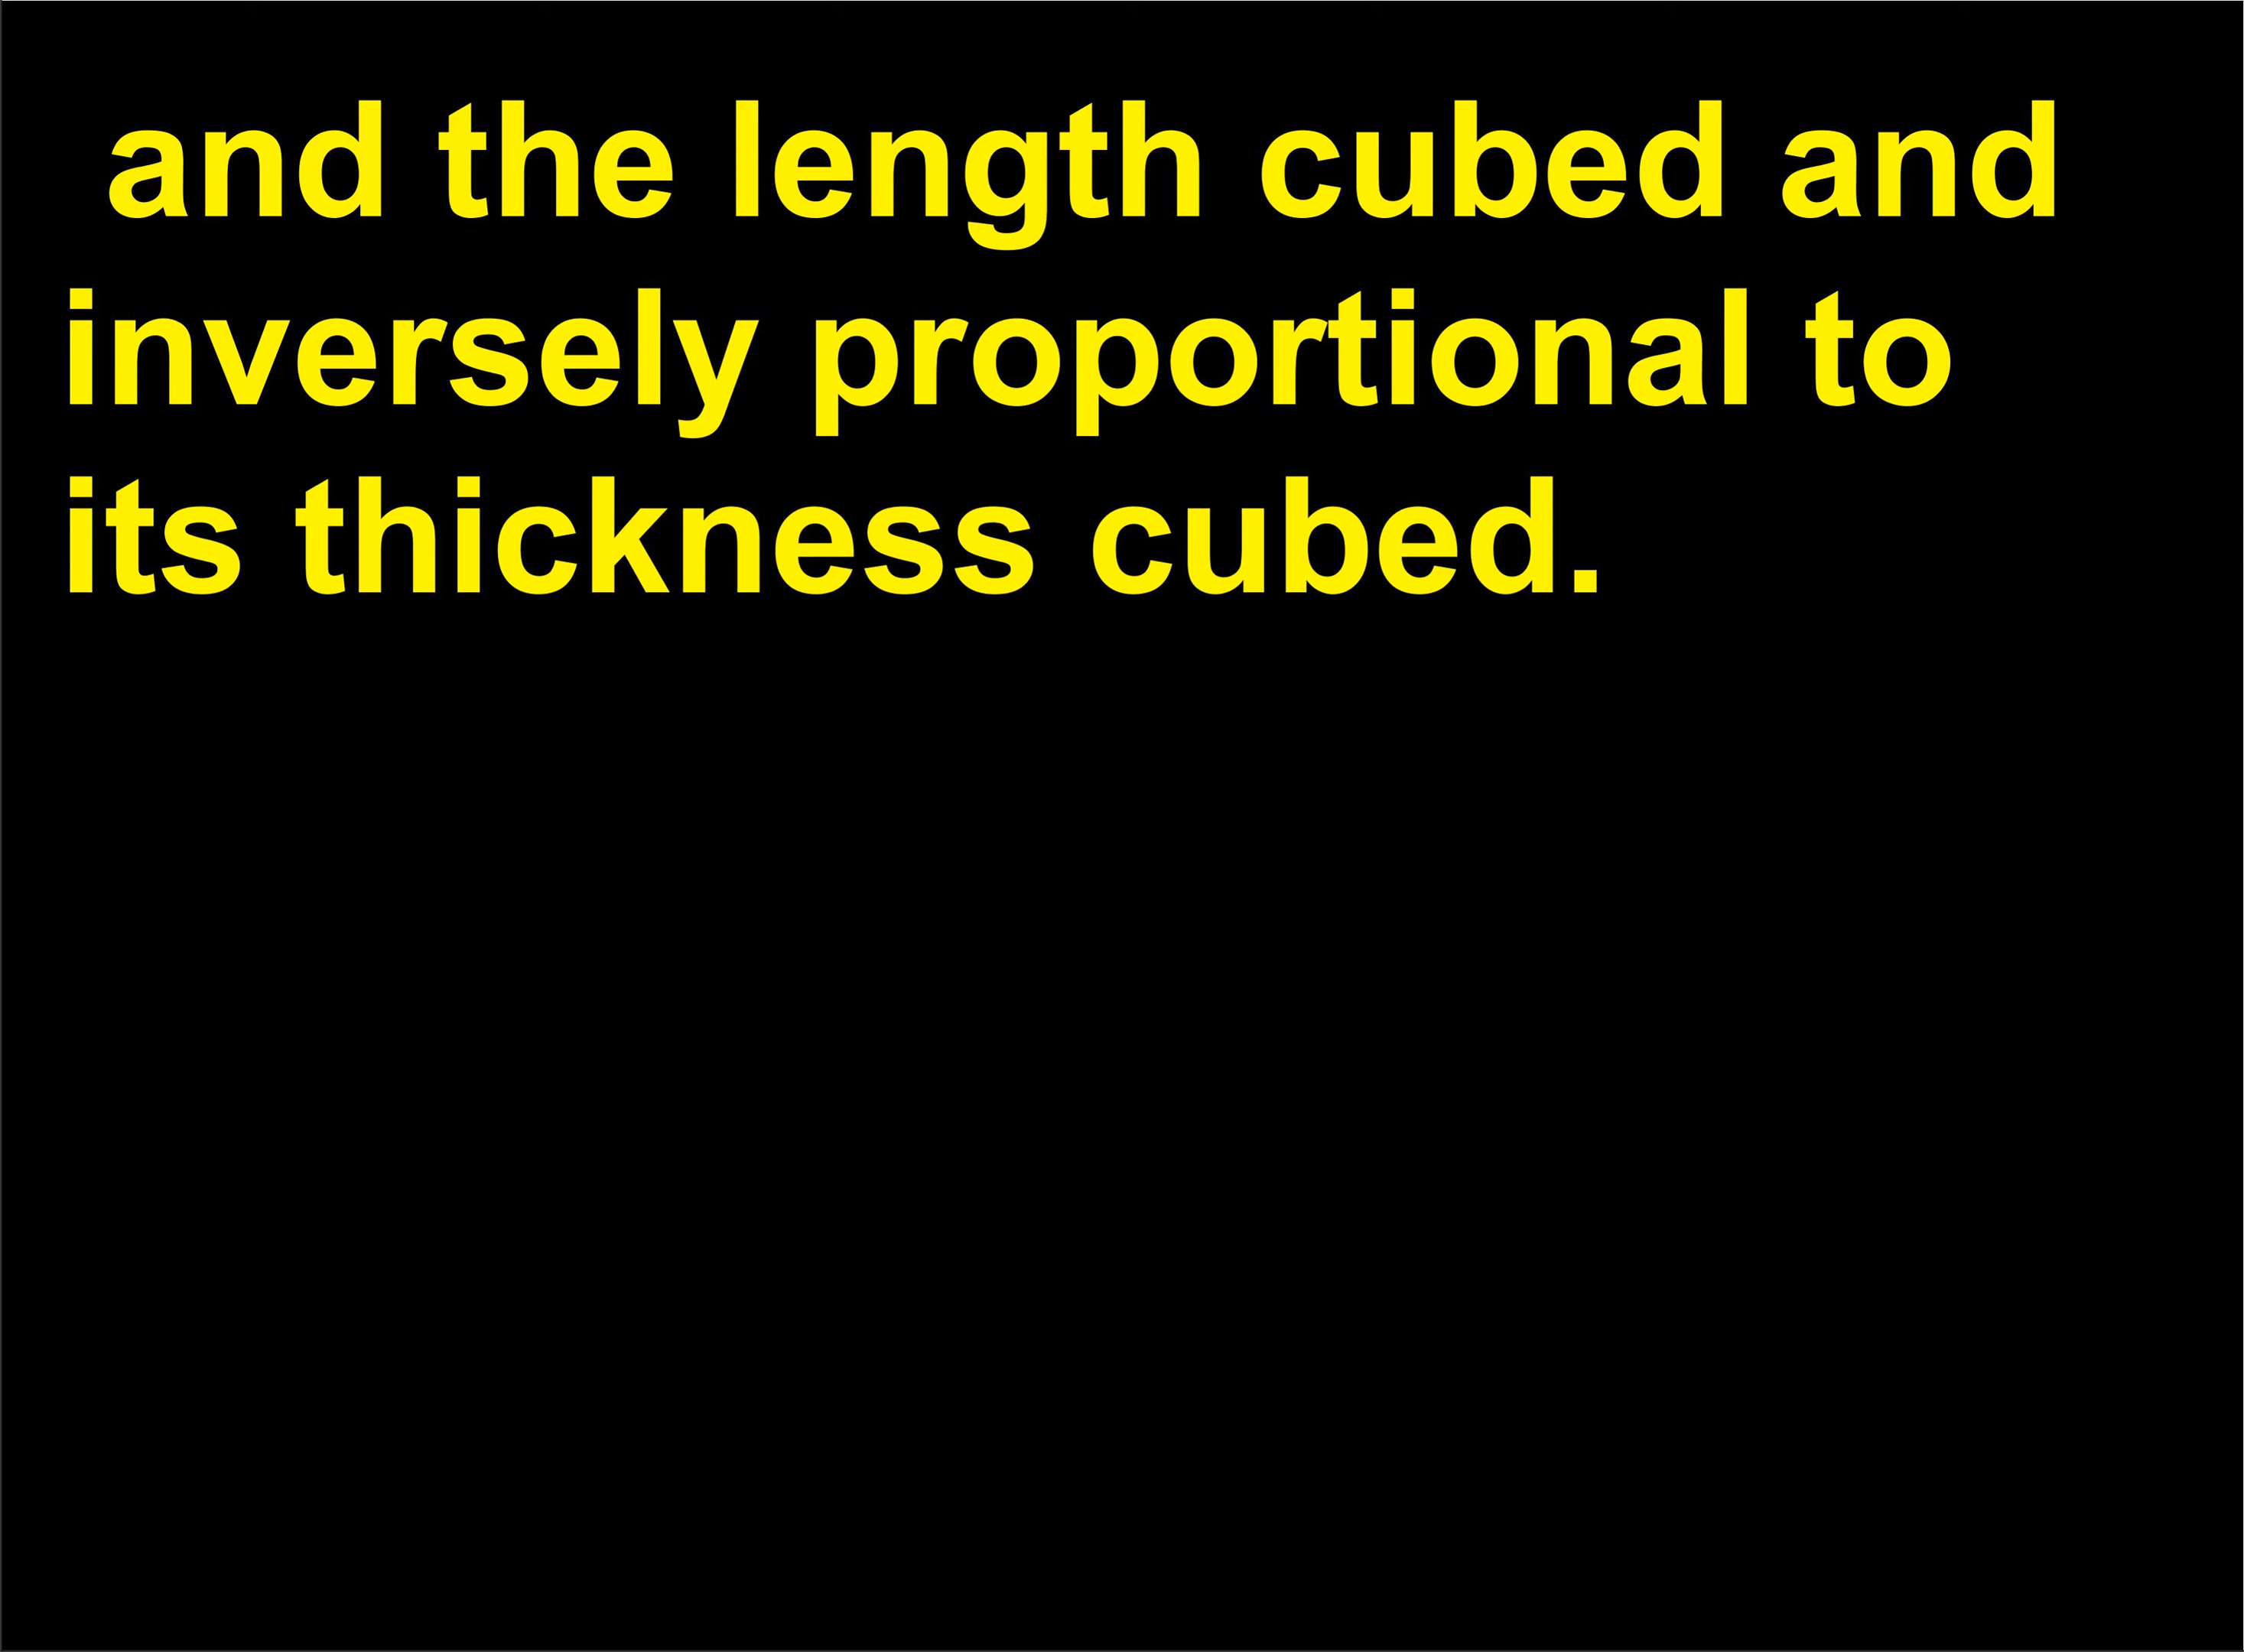 and the length cubed and
inversely proportional to
its thickness cubed.